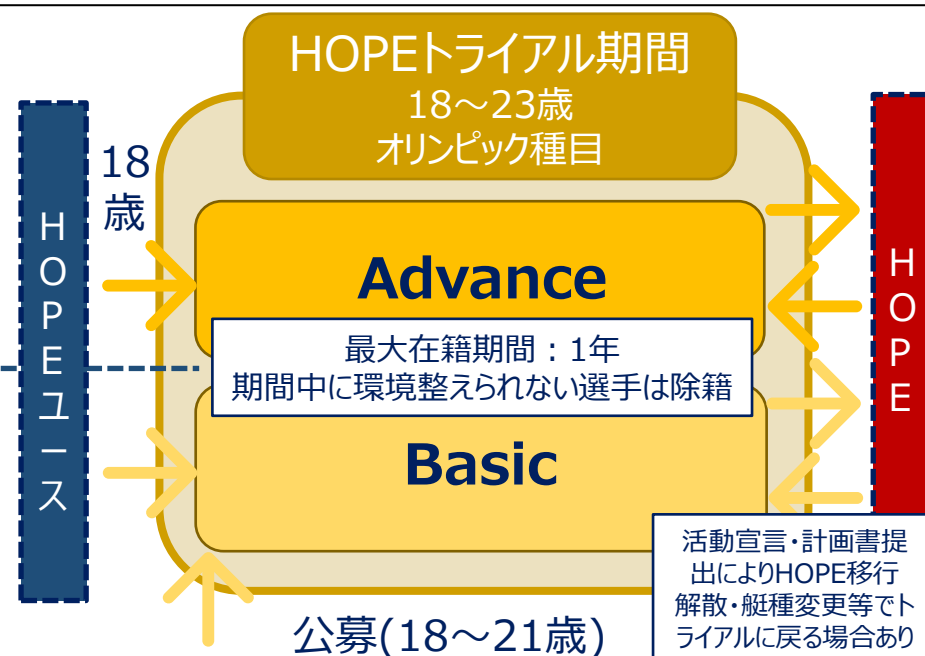 HOPEトライアル期間
18～23歳
オリンピック種目
HOPEユース
18
歳
Advance
最大在籍期間：1年
期間中に環境整えられない選手は除籍
Basic
HOPE
活動宣言・計画書提
出によりHOPE移行
解散・艇種変更等でト
ライアルに戻る場合あり
公募(18～21歳)